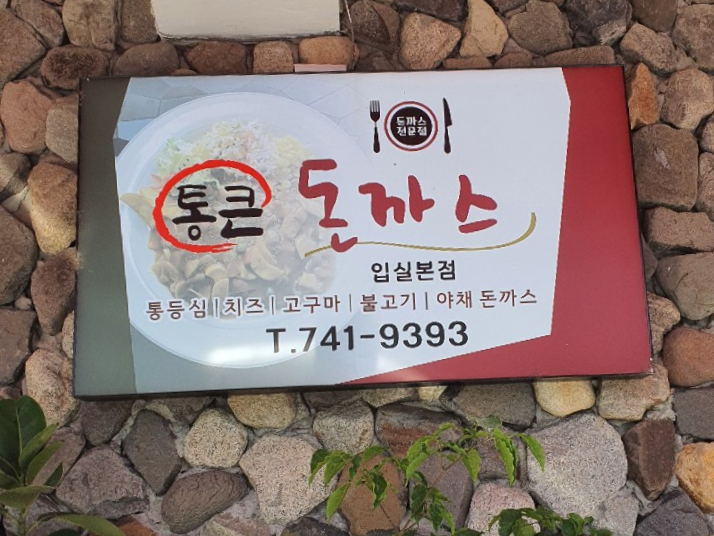 돈까스
전문점
통큰 돈까스
입실본점
통등심|치즈|고구마|불고기|야채 돈까스
T.741-9393